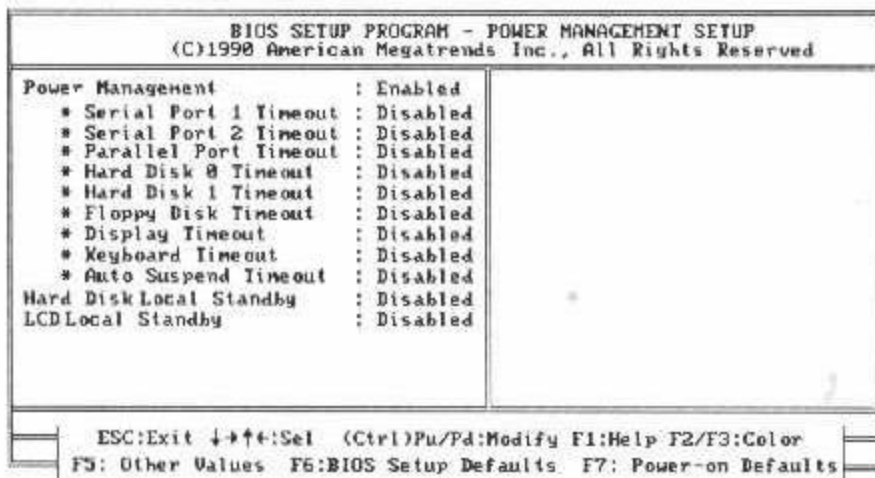 BIOS SETUP PROGRAM - POWER MANAGEMENT SETUP
(C)1990 American Megatrends Inc., All Rights Reserved
Power Management : Enabled
* Serial Port 1 Timeout : Disabled
* Serial Port 2 Timeout : Disabled
* Parallel Port Timeout : Disabled
* Hard Disk 0 Timeout : Disabled
* Hard Disk 1 Timeout : Disabled
* Floppy Disk Timeout : Disabled
* Display Timeout : Disabled
* Keyboard Timeout : Disabled
* Auto Suspend Timeout : Disabled
Hard Disk Local Standby : Disabled
LCD Local Standby : Disabled
ESC:Exit ↓→↑←:Sel (Ctrl)Pu/Pd:Modify F1:Help F2/F3:Color
F5: Other Values F6:BIOS Setup Defaults F7: Power-on Defaults